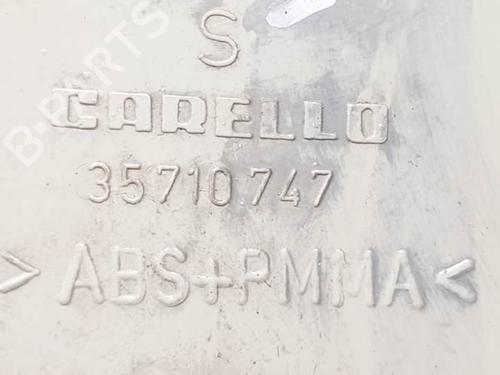 S
CARELLO
35710 747
>ABS+PMMA<
B-PARTS